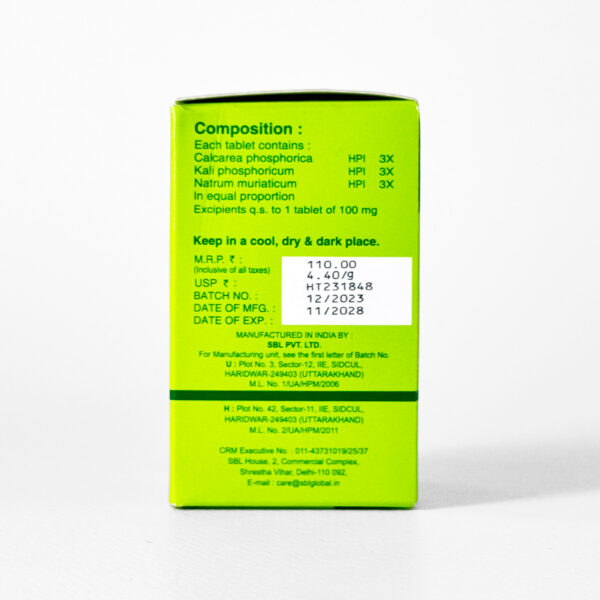 Composition :
Each tablet contains :
Calcarea phosphorica HPI 3X
Kali phosphoricum HPI 3X
Natrum muriaticum HPI 3X
In equal proportion
Excipients q.s. to 1 tablet of 100 mg
Keep in a cool, dry & dark place.
M.R.P. ₹ : 110.00
(Inclusive of all taxes)
USP ₹ : 4.40/g
BATCH NO. : HT231848
DATE OF MFG. : 12/2023
DATE OF EXP. : 11/2028
MANUFACTURED IN INDIA BY :
SBL PVT. LTD.
For Manufacturing unit, see the first letter of Batch No.
U : Plot No. 3, Sector-12, IIE, SIDCUL,
HARIDWAR-249403 (UTTARAKHAND)
M.L. No. 1/UA/HPM/2006
H : Plot No. 42, Sector-11, IIE, SIDCUL,
HARIDWAR-249403 (UTTARAKHAND)
M.L. No. 2/UA/HPM/2011
CRM Executive No. : 011-43731019/25/37
SBL House, 2, Commercial Complex,
Shrestha Vihar, Delhi-110 092,
E-mail : care@sblglobal.in